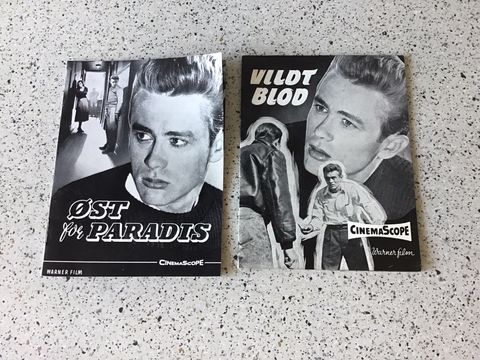 ØST
for PARADIS
CINEMASCOPE
WARNER FILM
VILDT
BLOD
CINEMASCOPE
Warner film